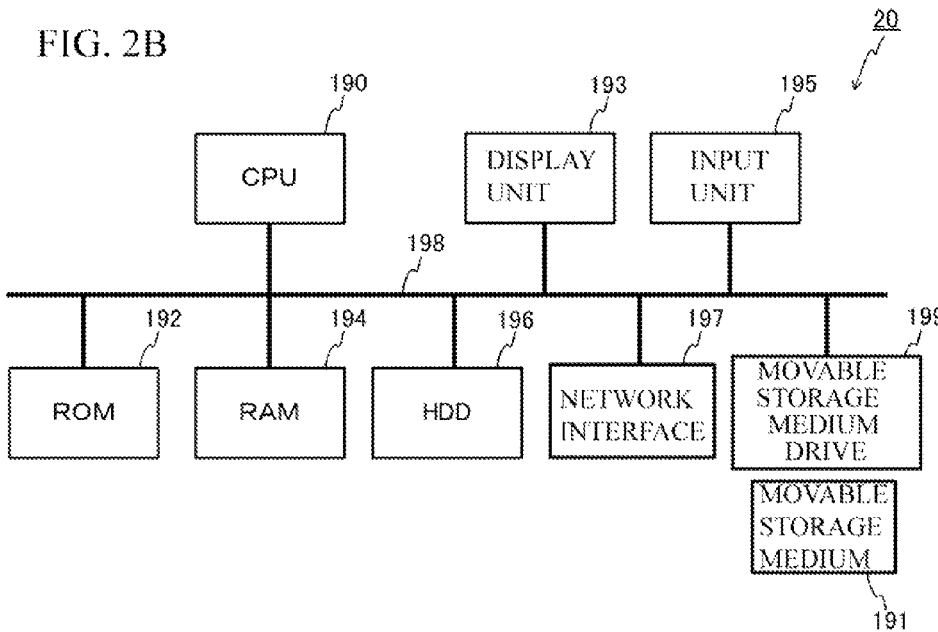 FIG. 2B
20
190
193
195
CPU
DISPLAY
UNIT
INPUT
UNIT
198
192
194
196
197
199
ROM
RAM
HDD
NETWORK
INTERFACE
MOVABLE
STORAGE
MEDIUM
DRIVE
MOVABLE
STORAGE
MEDIUM
191